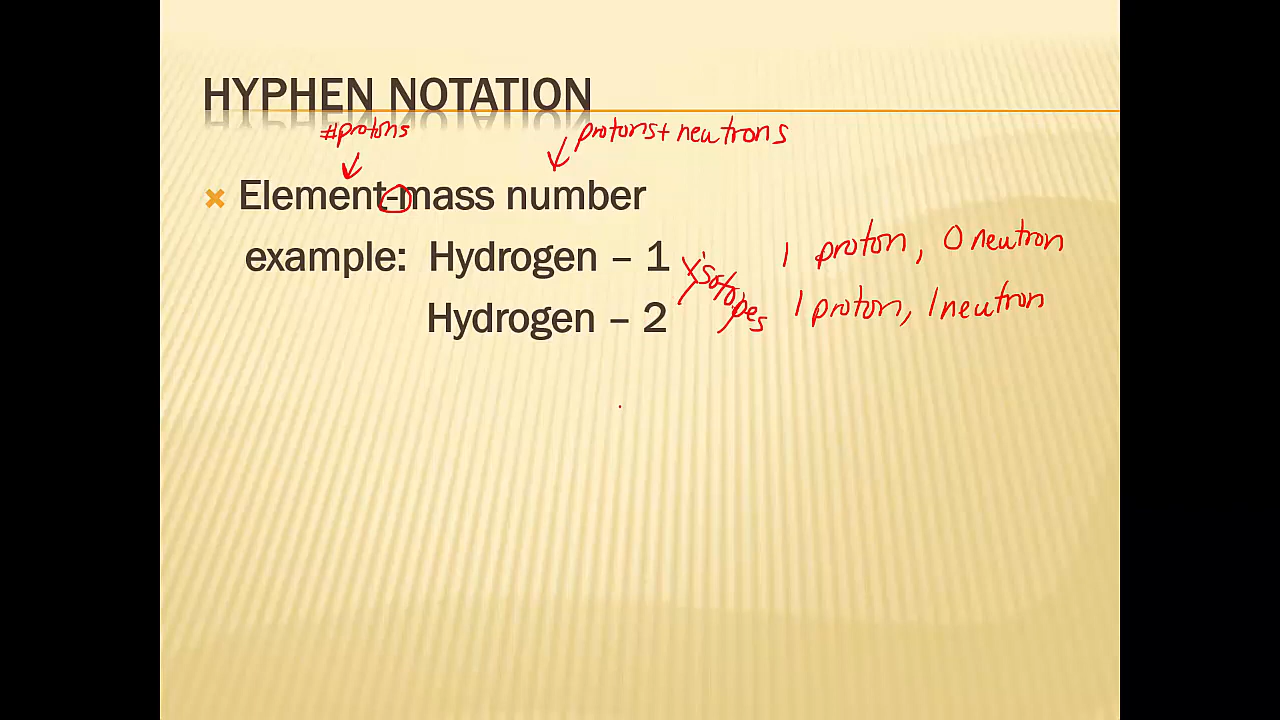 HYPHEN NOTATION
#protons
protons+ neutrons
Element-mass number
example: Hydrogen – 1
1 proton, 0 neutron
isotopes
Hydrogen – 2
1 proton, 1 neutron